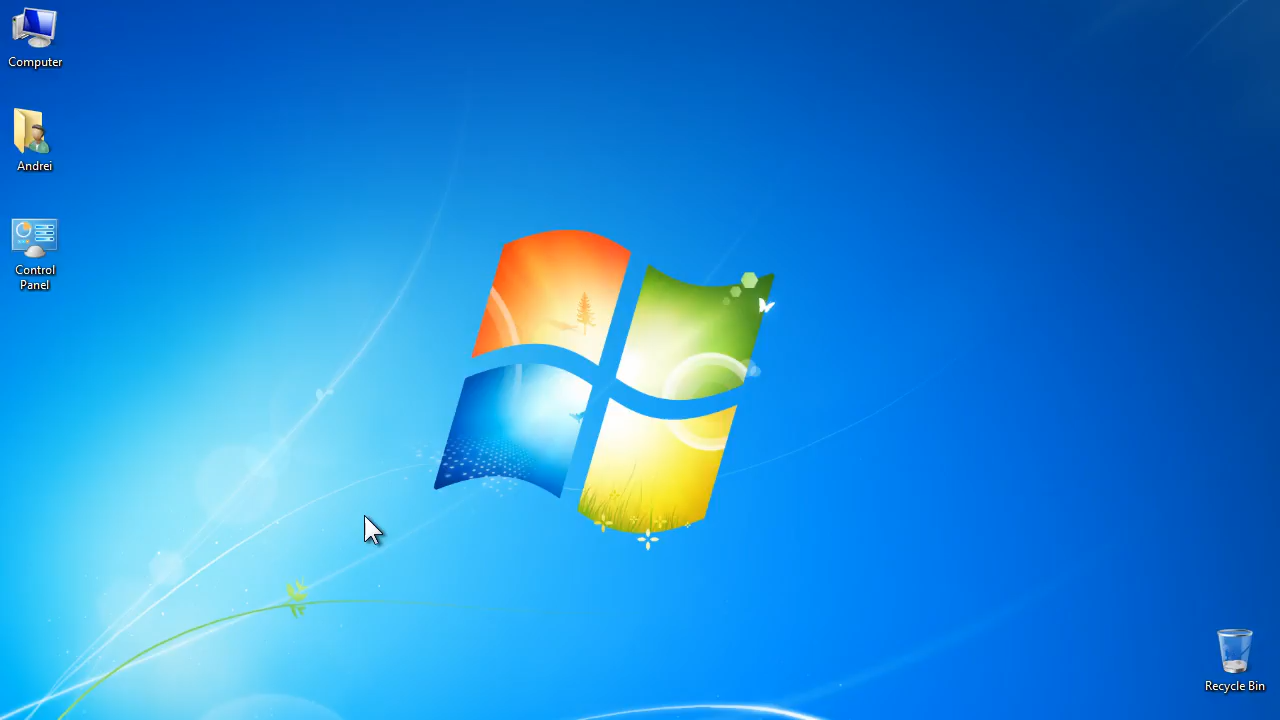 Computer
Andrei
Control
Panel
Recycle Bin